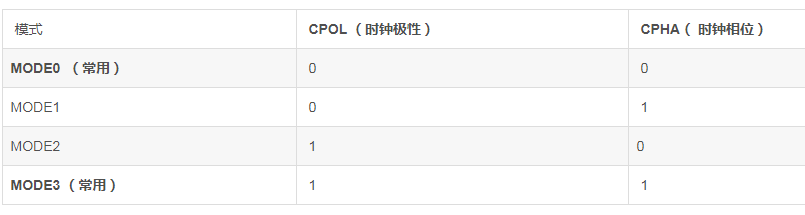 模式 CPOL（时钟极性） CPHA（ 时钟相位）
MODE0 （常用） 0 0
MODE1 0 1
MODE2 1 0
MODE3（常用） 1 1